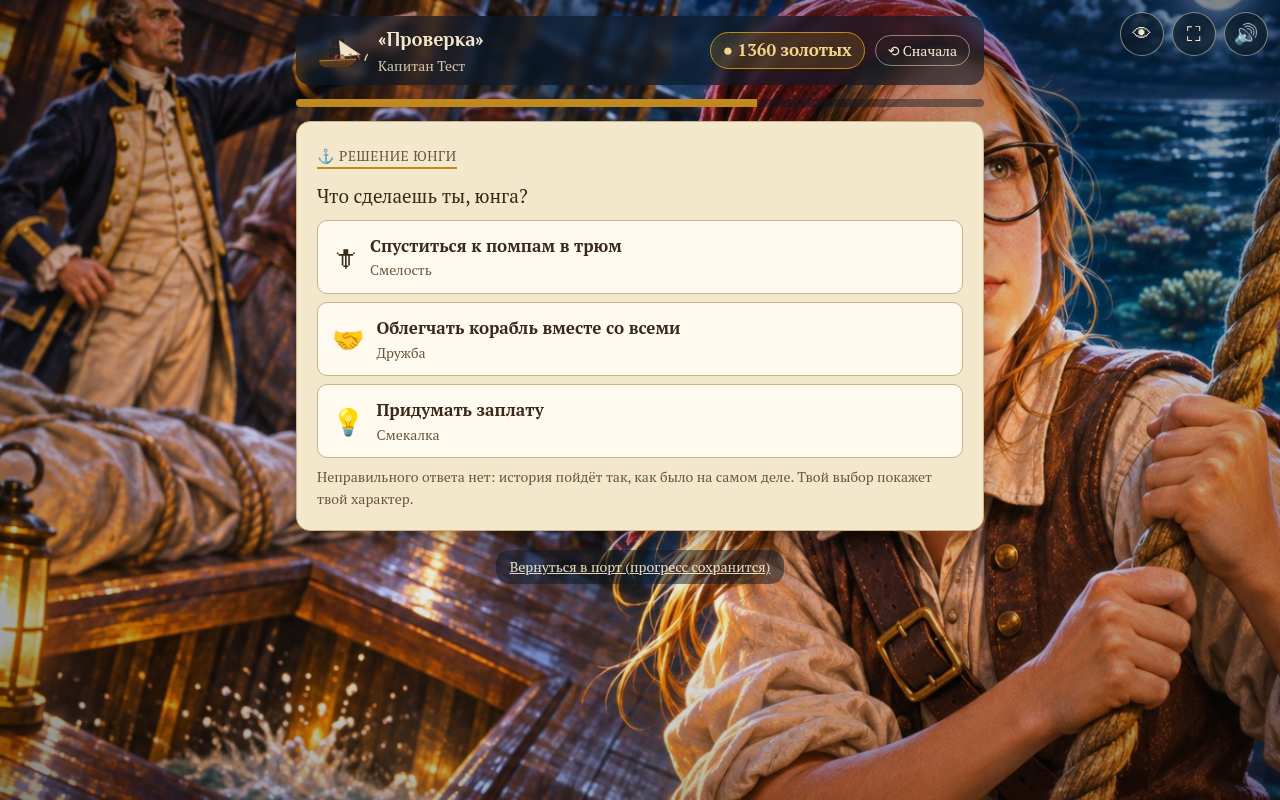 «Проверка»
Капитан Тест
● 1360 золотых
⟲ Сначала
⚓ РЕШЕНИЕ ЮНГИ
Что сделаешь ты, юнга?
Спуститься к помпам в трюм
Смелость
Облегчать корабль вместе со всеми
Дружба
Придумать заплату
Смекалка
Неправильного ответа нет: история пойдёт так, как было на самом деле. Твой выбор покажет
твой характер.
Вернуться в порт (прогресс сохранится)